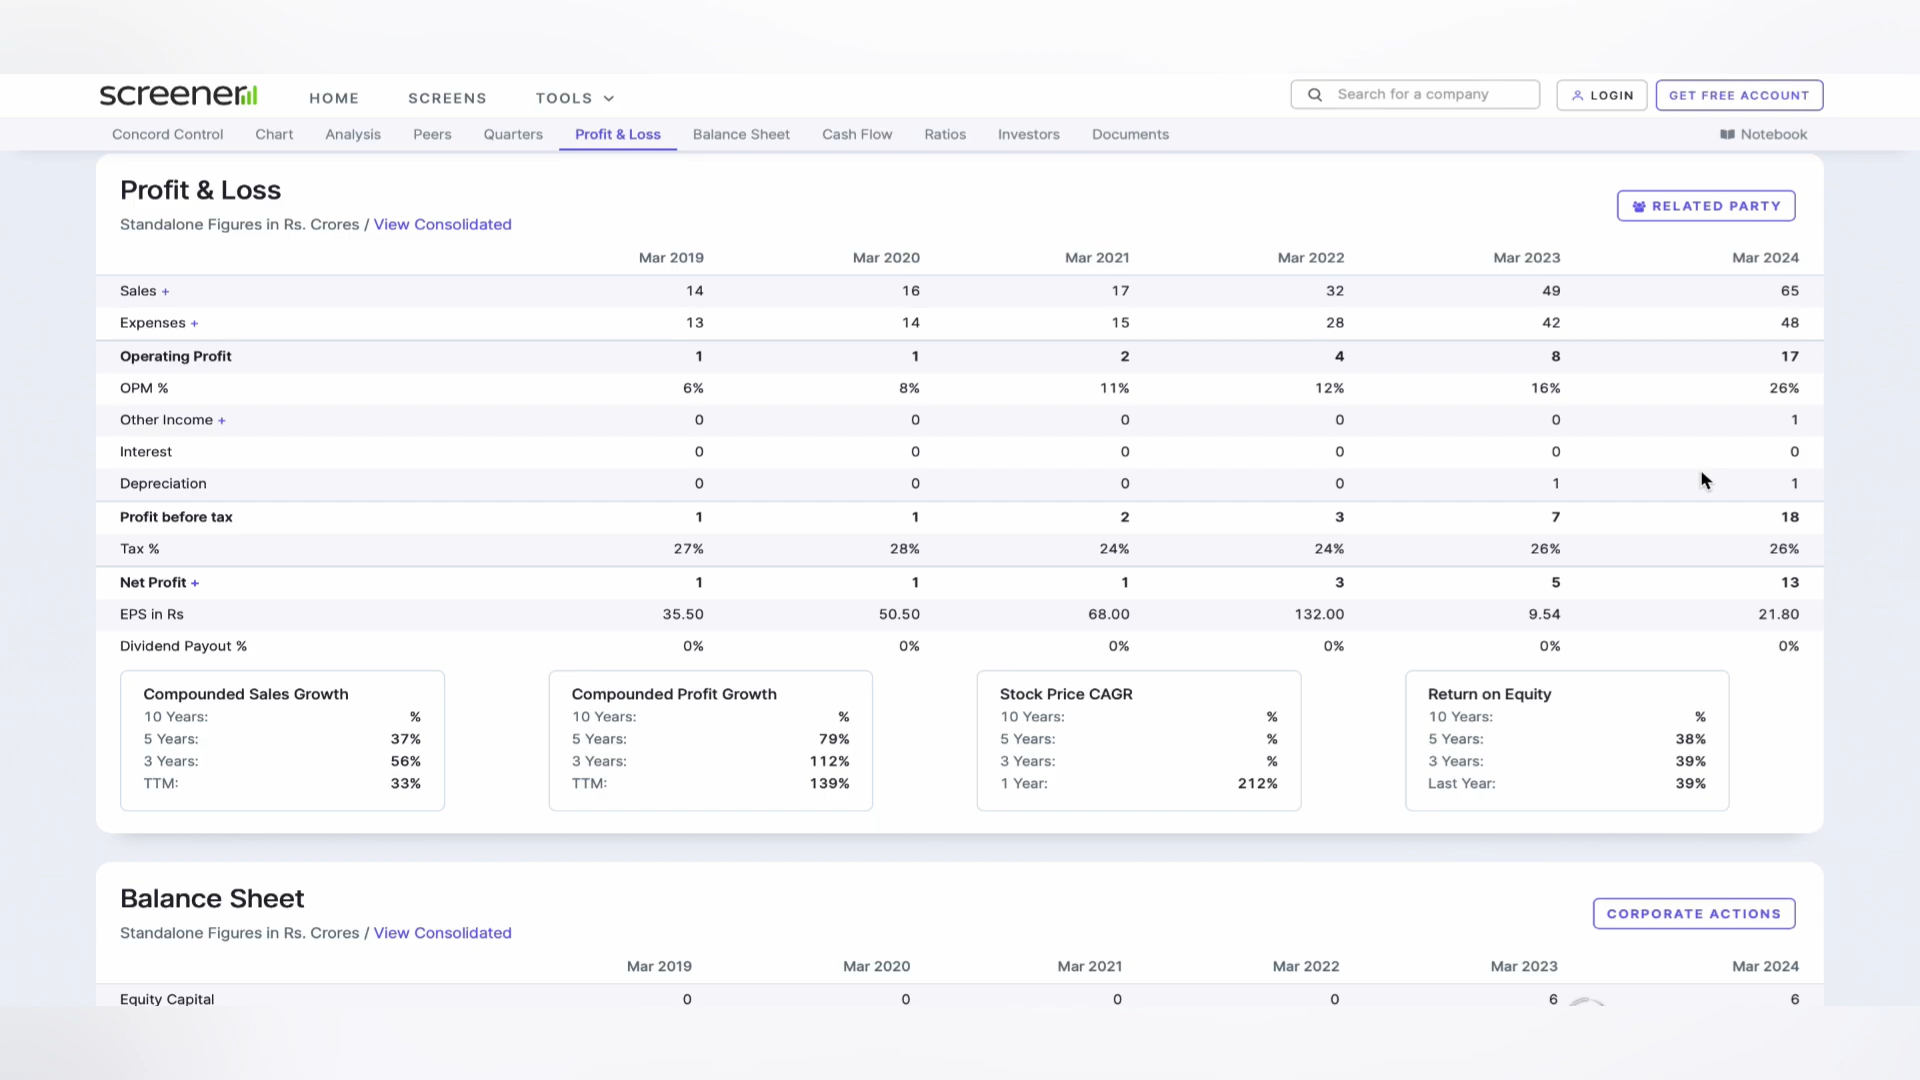 screener
HOME SCREENS TOOLS
Search for a company
LOGIN
GET FREE ACCOUNT
Concord Control Chart Analysis Peers Quarters Profit & Loss Balance Sheet Cash Flow Ratios Investors Documents Notebook
Profit & Loss
Standalone Figures in Rs. Crores / View Consolidated
RELATED PARTY
Mar 2019 Mar 2020 Mar 2021 Mar 2022 Mar 2023 Mar 2024
Sales + 14 16 17 32 49 65
Expenses + 13 14 15 28 42 48
Operating Profit 1 1 2 4 8 17
OPM % 6% 8% 11% 12% 16% 26%
Other Income + 0 0 0 0 0 1
Interest 0 0 0 0 0 0
Depreciation 0 0 0 0 1 1
Profit before tax 1 1 2 3 7 18
Tax % 27% 28% 24% 24% 26% 26%
Net Profit + 1 1 1 3 5 13
EPS in Rs 35.50 50.50 68.00 132.00 9.54 21.80
Dividend Payout % 0% 0% 0% 0% 0% 0%
Compounded Sales Growth
10 Years: %
5 Years: 37%
3 Years: 56%
TTM: 33%
Compounded Profit Growth
10 Years: %
5 Years: 79%
3 Years: 112%
TTM: 139%
Stock Price CAGR
10 Years: %
5 Years: %
3 Years: %
1 Year: 212%
Return on Equity
10 Years: %
5 Years: 38%
3 Years: 39%
Last Year: 39%
Balance Sheet
Standalone Figures in Rs. Crores / View Consolidated
CORPORATE ACTIONS
Mar 2019 Mar 2020 Mar 2021 Mar 2022 Mar 2023 Mar 2024
Equity Capital 0 0 0 0 6 6